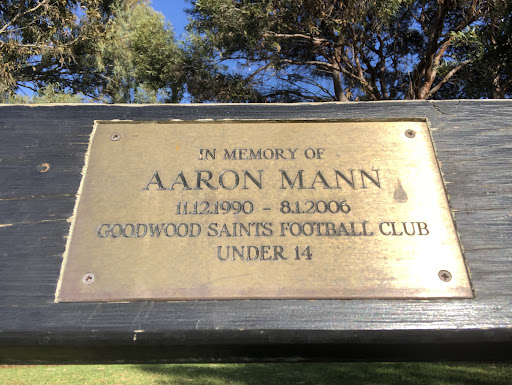 IN MEMORY OF
AARON MANN
11.12.1990 - 8.1.2006
GOODWOOD SAINTS FOOTBALL CLUB
UNDER 14